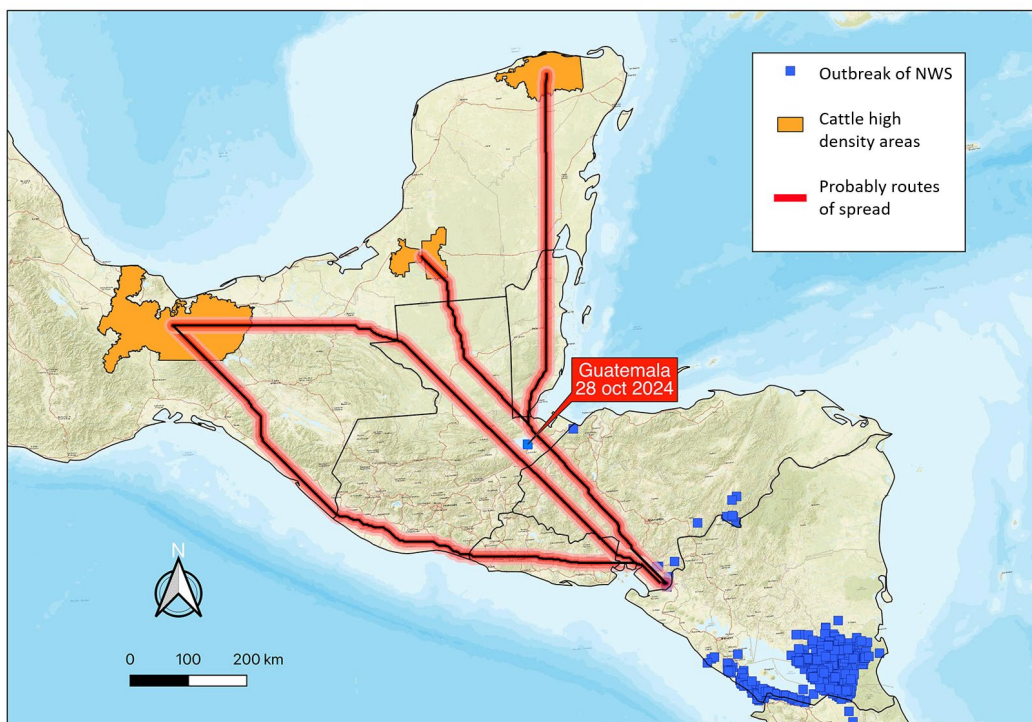 Outbreak of NWS
Cattle high
density areas
Probably routes
of spread
Guatemala
28 oct 2024
N
0 100 200 km